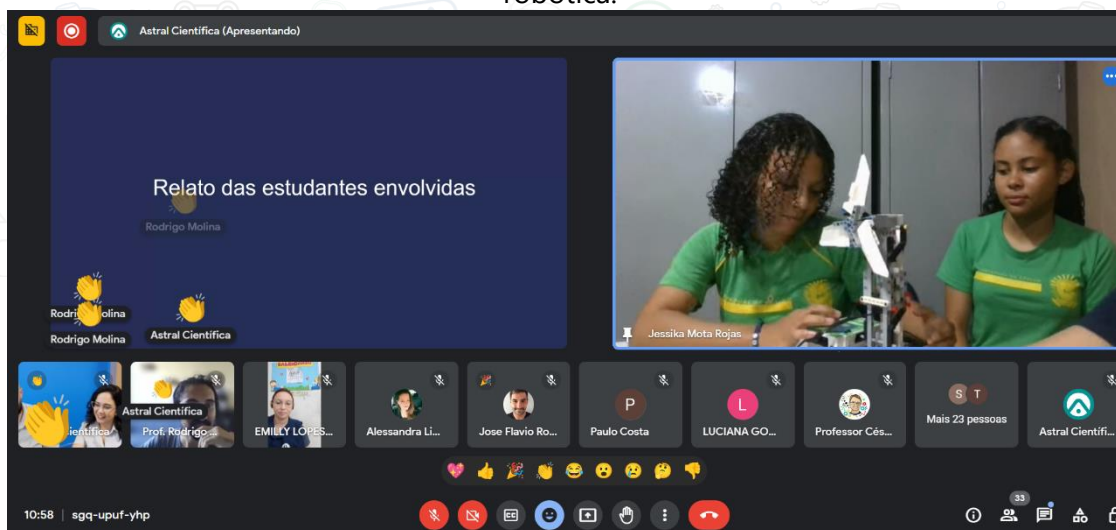 robótica.
Astral Científica (Apresentando)
Relato das estudantes envolvidas
Rodrigo Molina
Rodrigo Molina
Rodrigo Molina
Astral Científica
Jessika Mota Rojas
Astral Científica
Prof. Rodrigo ...
EMILLY LOPES...
Alessandra Li...
Jose Flavio Ro...
P
Paulo Costa
L
LUCIANA GO...
Professor Cés...
S T
Mais 23 pessoas
Astral Científi...
10:58 | sgq-upuf-yhp
CC
33